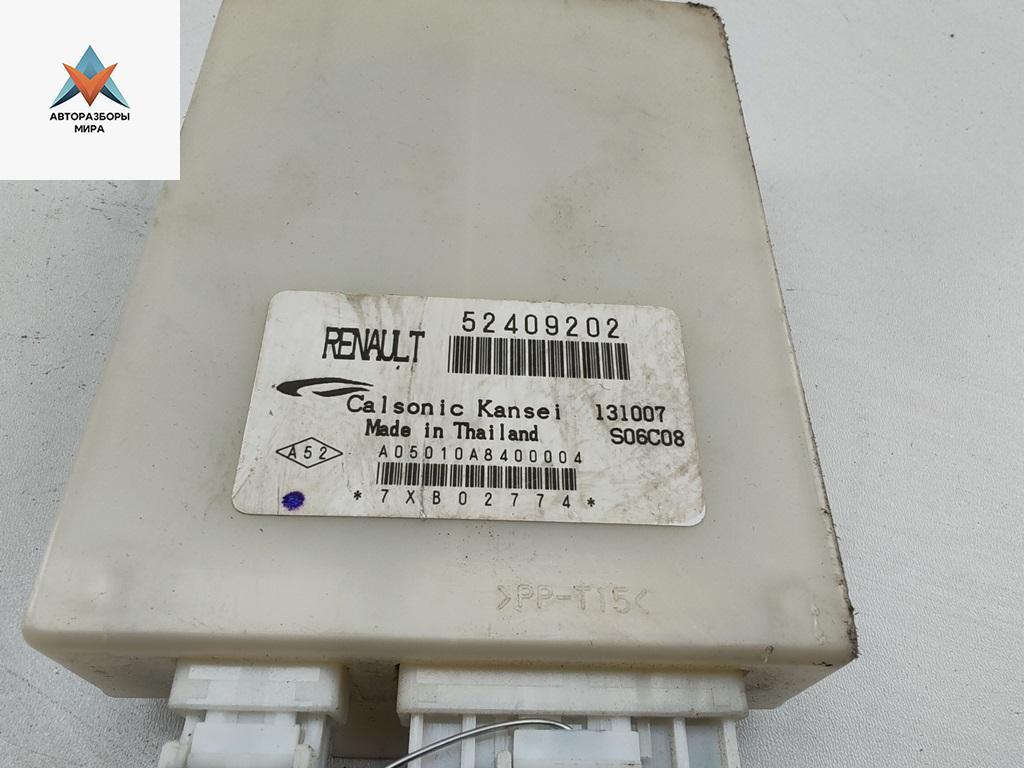 АВТОРАЗБОРЫ
МИРА
RENAULT
52409202
Calsonic Kansei 131007
Made in Thailand S06C08
A52
A05010A8400004
*7XB02774*
>PP-T15<